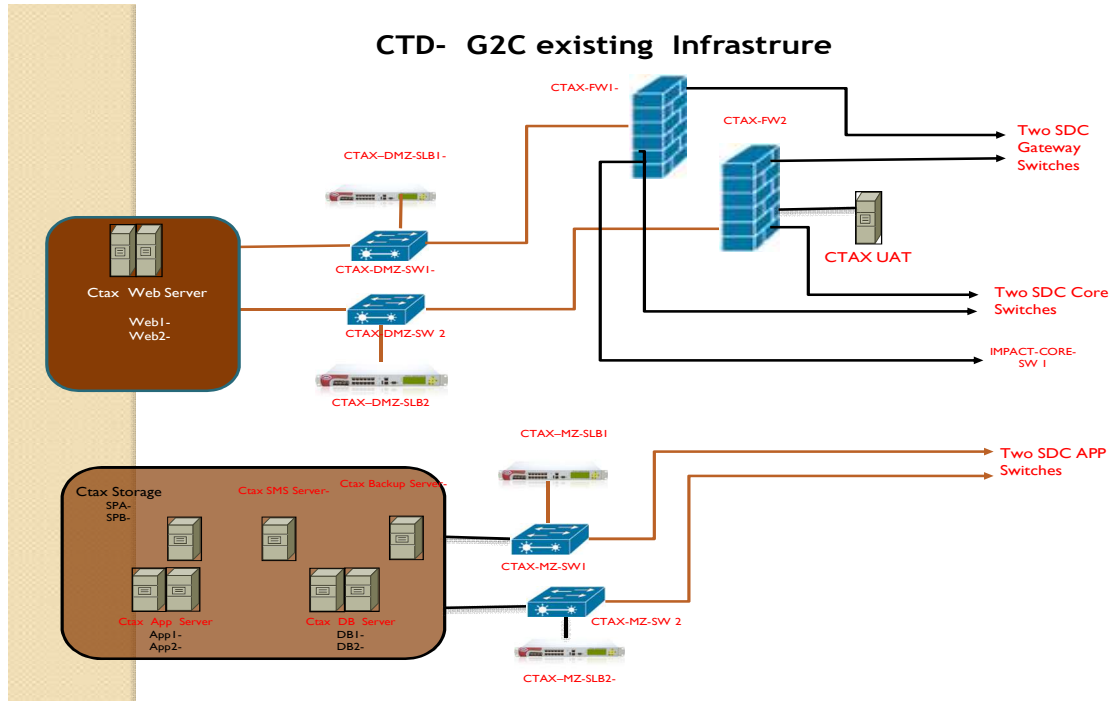 CTD- G2C existing Infrastrure
CTAX-FW1-
CTAX-FW2
Two SDC
Gateway
Switches
CTAX–DMZ-SLB1-
CTAX-DMZ-SW1-
CTAX UAT
Ctax Web Server
Web1-
Web2-
CTAX-DMZ-SW 2
Two SDC Core
Switches
IMPACT-CORE-
SW 1
CTAX–DMZ-SLB2
CTAX–MZ-SLB1
Two SDC APP
Switches
Ctax Storage
SPA-
SPB-
Ctax SMS Server-
Ctax Backup Server-
CTAX-MZ-SW1
Ctax App Server
App1-
App2-
Ctax DB Server
DB1-
DB2-
CTAX-MZ-SW 2
CTAX–MZ-SLB2-